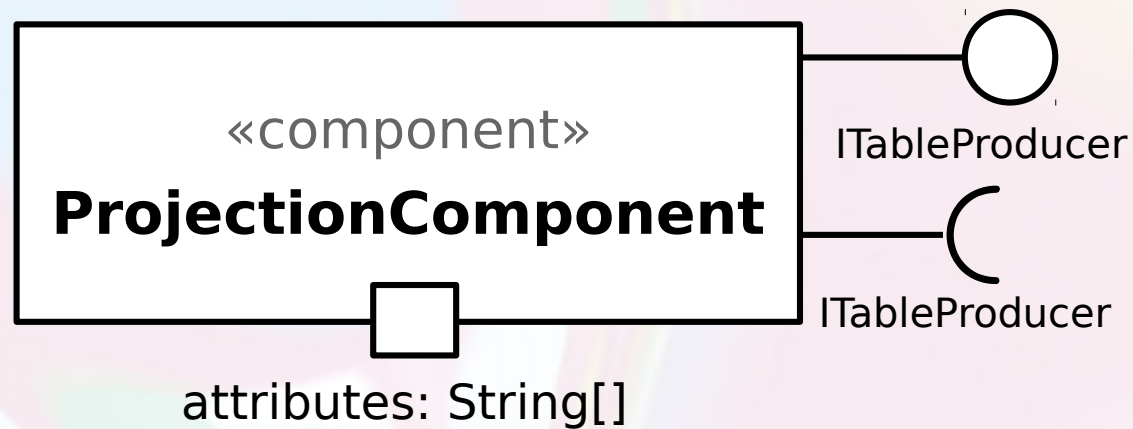 «component»
ProjectionComponent
ITableProducer
ITableProducer
attributes: String[]